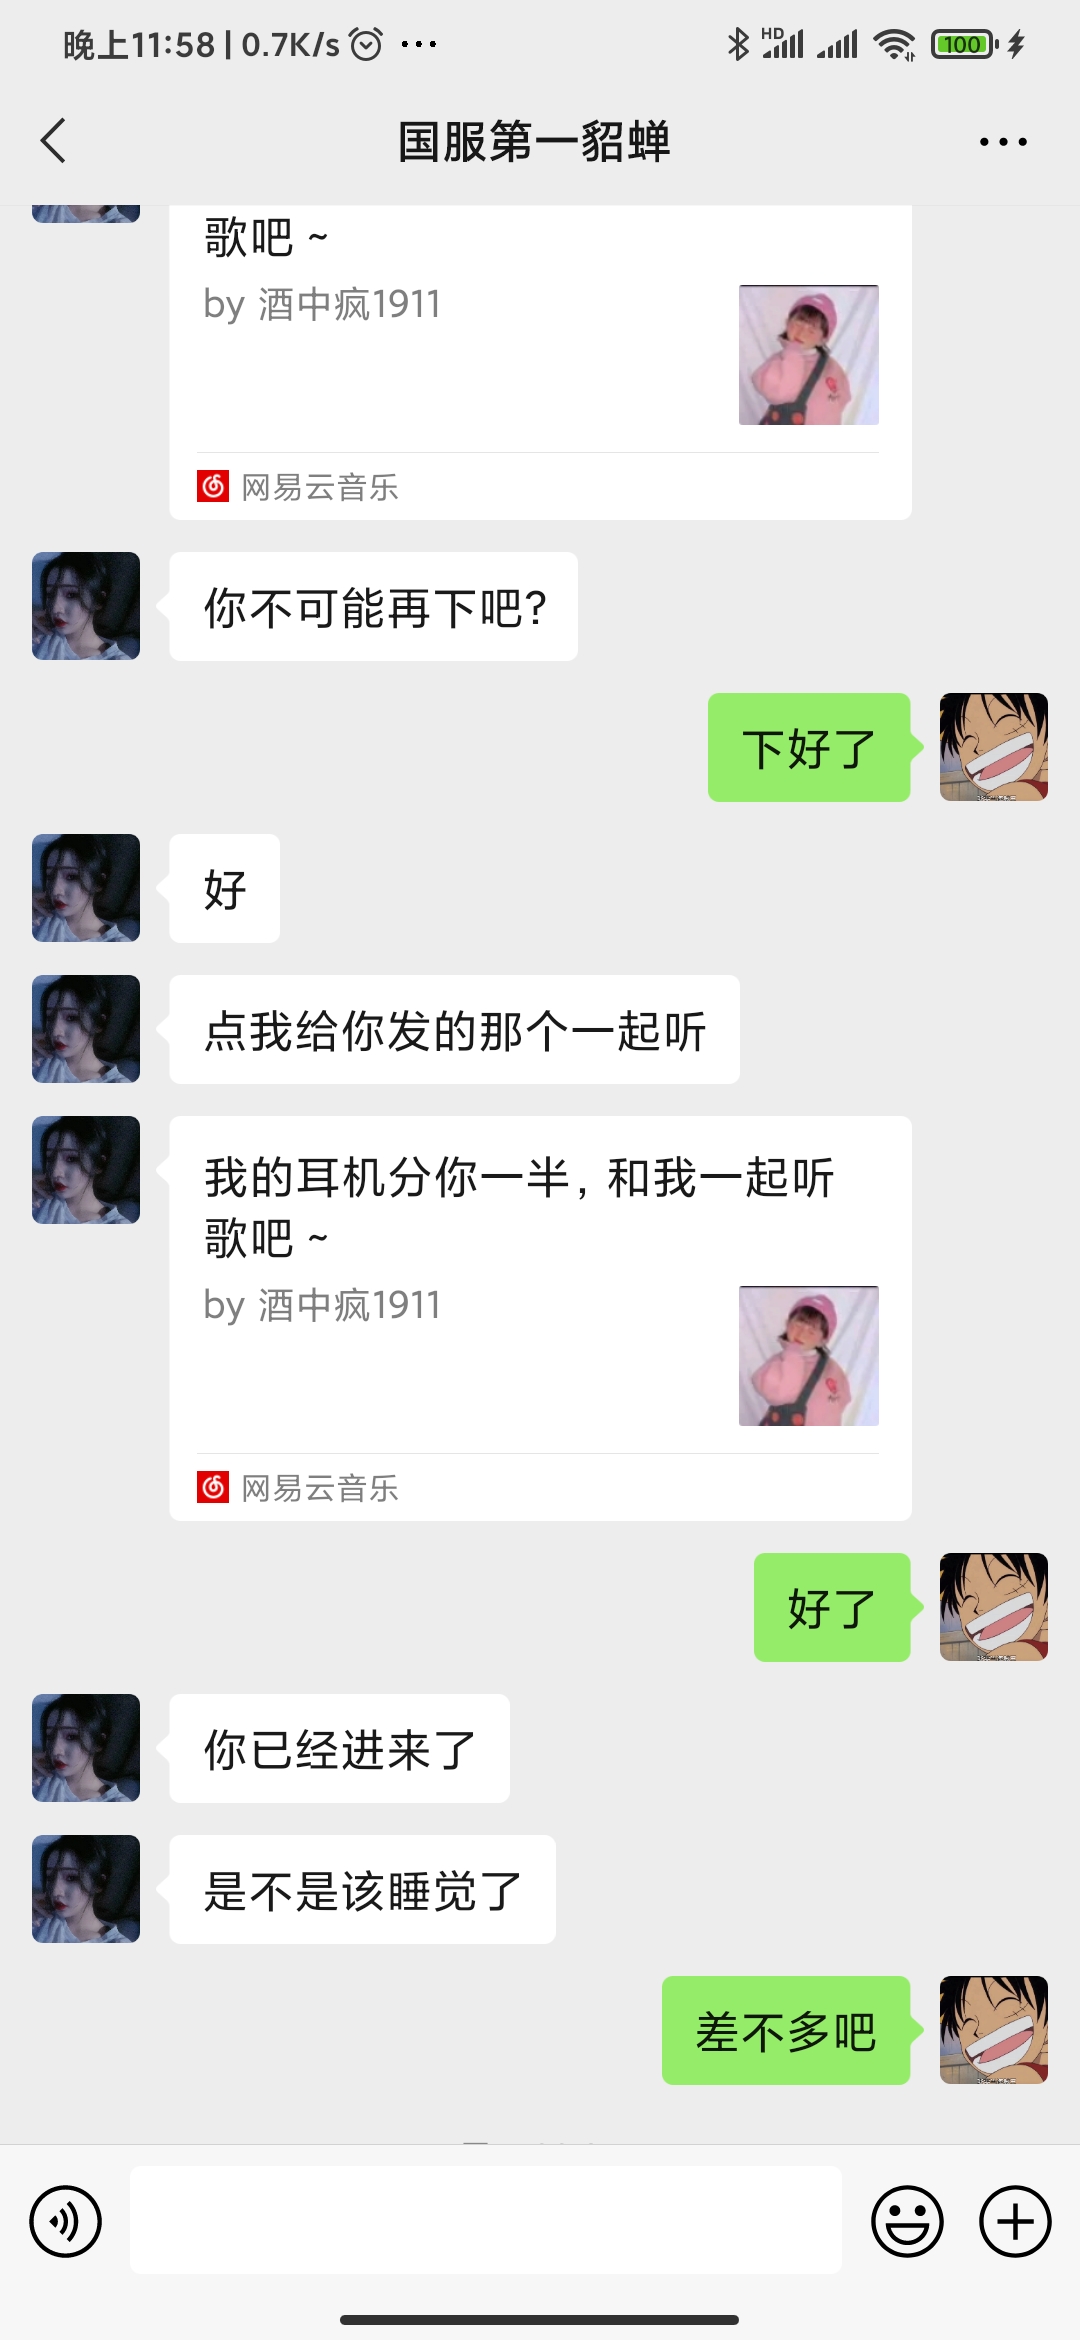 晚上11:58 | 0.7K/s
HD
100
国服第一貂蝉
歌吧 ~
by 酒中疯1911
网易云音乐
你不可能再下吧?
下好了
好
点我给你发的那个一起听
我的耳机分你一半, 和我一起听
歌吧 ~
by 酒中疯1911
网易云音乐
好了
你已经进来了
是不是该睡觉了
差不多吧